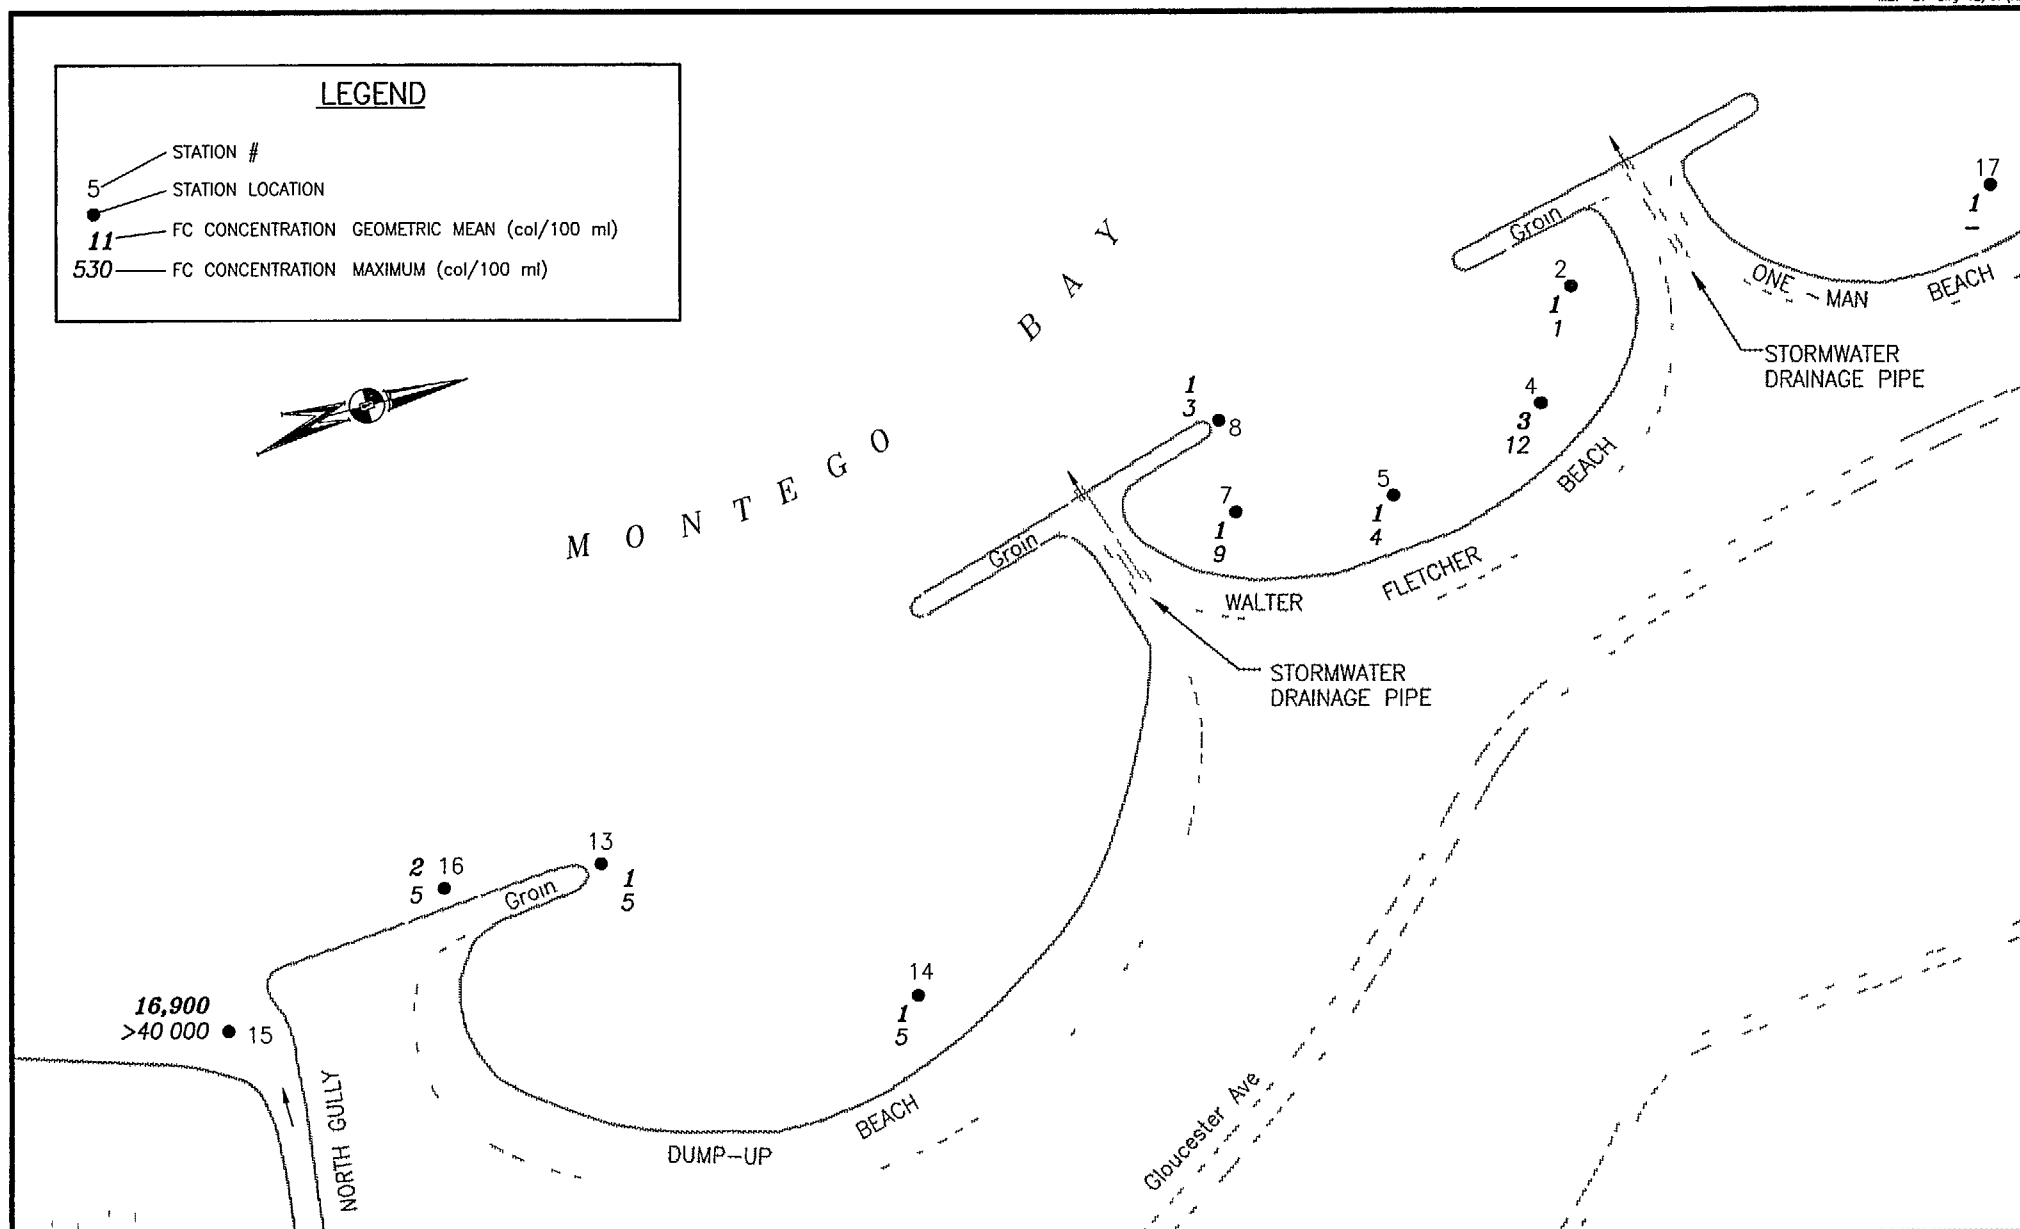 LEGEND
STATION #
5
STATION LOCATION
11
FC CONCENTRATION GEOMETRIC MEAN (col/100 ml)
530
FC CONCENTRATION MAXIMUM (col/100 ml)
MONTEGO BAY
Groin
17
1
–
ONE-MAN BEACH
STORMWATER
DRAINAGE PIPE
2
1
1
4
3
12
1
3
8
7
1
9
5
1
4
WALTER FLETCHER BEACH
Groin
STORMWATER
DRAINAGE PIPE
13
1
5
2
16
5
Groin
14
1
5
16,900
>40 000
15
NORTH GULLY
DUMP-UP BEACH
Gloucester Ave